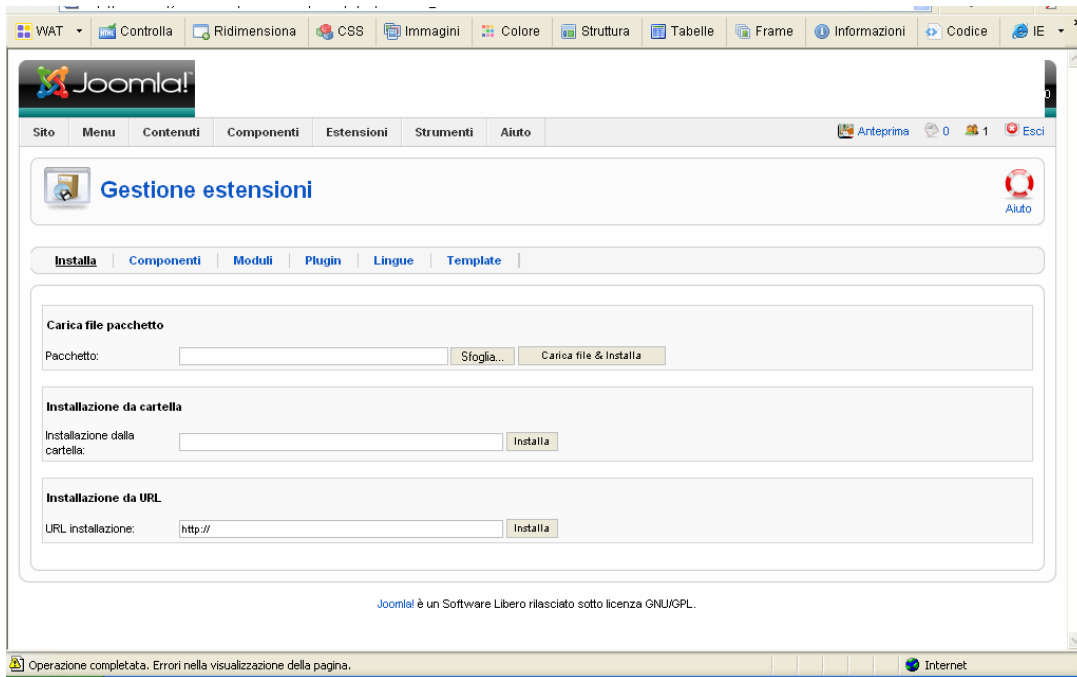 WAT Controlla Ridimensiona CSS Immagini Colore Struttura Tabelle Frame Informazioni Codice IE
Joomla!
Sito Menu Contenuti Componenti Estensioni Strumenti Aiuto Anteprima 0 1 Esci
Gestione estensioni
Aiuto
Installa Componenti Moduli Plugin Lingue Template
Carica file pacchetto
Pacchetto: Sfoglia... Carica file & Installa
Installazione da cartella
Installazione dalla
cartella: Installa
Installazione da URL
URL installazione: http:// Installa
Joomla! è un Software Libero rilasciato sotto licenza GNU/GPL.
Operazione completata. Errori nella visualizzazione della pagina. Internet